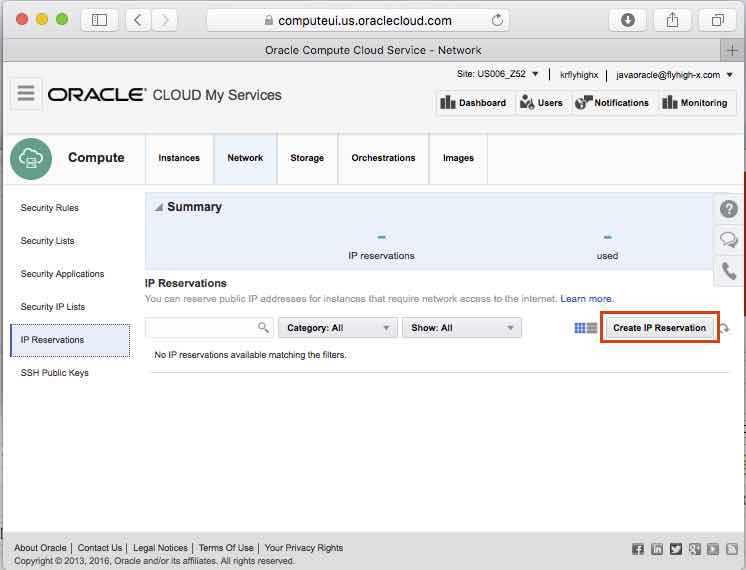 computeui.us.oraclecloud.com
Oracle Compute Cloud Service - Network
Site: US006_Z52 krflyhighx javaoracle@flyhigh-x.com
ORACLE CLOUD My Services
Dashboard Users Notifications Monitoring
Compute Instances Network Storage Orchestrations Images
Security Rules
Security Lists
Security Applications
Security IP Lists
IP Reservations
SSH Public Keys
Summary
IP reservations used
IP Reservations
You can reserve public IP addresses for instances that require network access to the internet. Learn more.
Category: All Show: All Create IP Reservation
No IP reservations available matching the filters.
About Oracle | Contact Us | Legal Notices | Terms Of Use | Your Privacy Rights
Copyright © 2013, 2016, Oracle and/or its affiliates. All rights reserved.